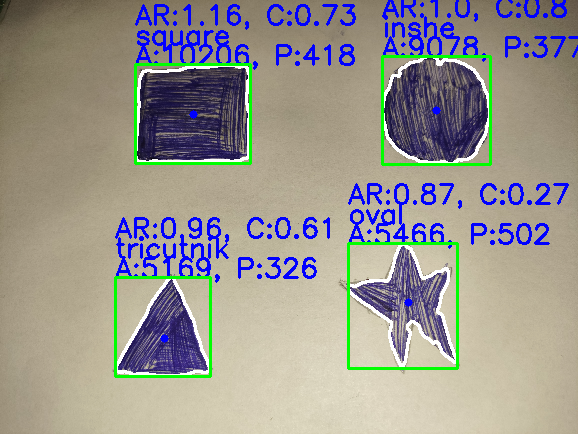 AR:1.16, C:0.73
square
A:10206, P:418
AR:1.0, C:0.8
inshe
A:9078, P:377
AR:0.87, C:0.27
oval
A:5466, P:502
AR:0.96, C:0.61
tricutnik
A:5169, P:326